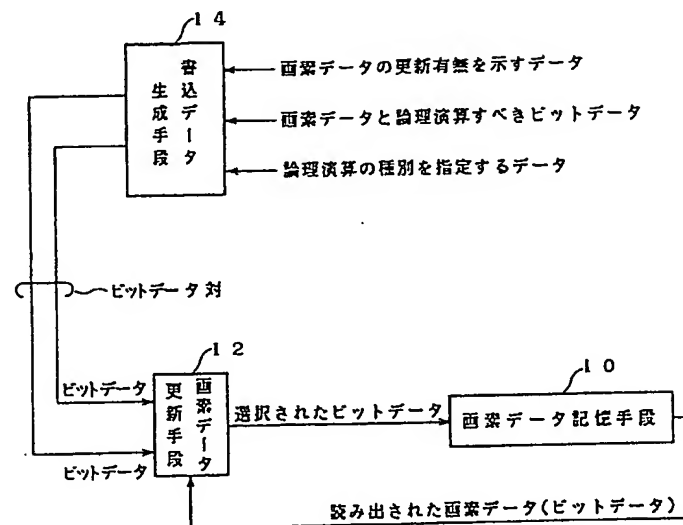 14
書込データ
生成手段
画素データの更新有無を示すデータ
画素データと論理演算すべきビットデータ
論理演算の種別を指定するデータ
ビットデータ対
12
10
ビットデータ
画素データ
更新手段
選択されたビットデータ
画素データ記憶手段
ビットデータ
読み出された画素データ(ビットデータ)